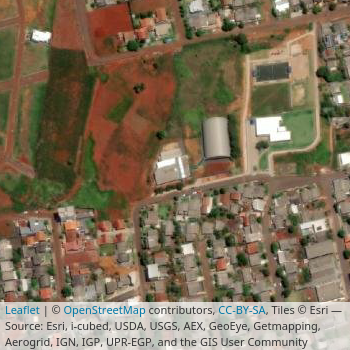 Leaflet | © OpenStreetMap contributors, CC-BY-SA, Tiles © Esri —
Source: Esri, i-cubed, USDA, USGS, AEX, GeoEye, Getmapping,
Aerogrid, IGN, IGP, UPR-EGP, and the GIS User Community